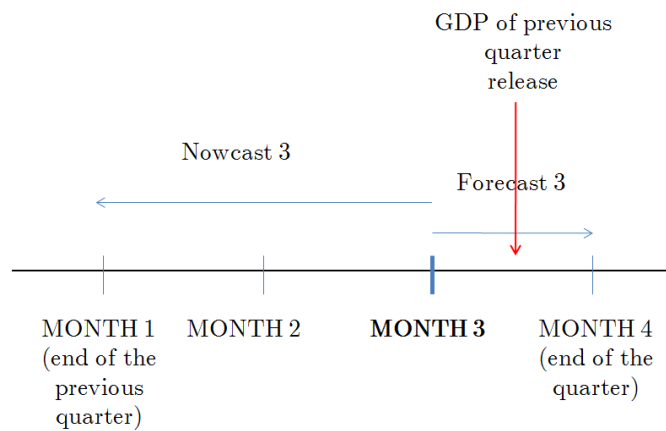 GDP of previous
quarter
release
Nowcast 3
Forecast 3
MONTH 1
(end of the
previous
quarter)
MONTH 2
MONTH 3
MONTH 4
(end of the
quarter)